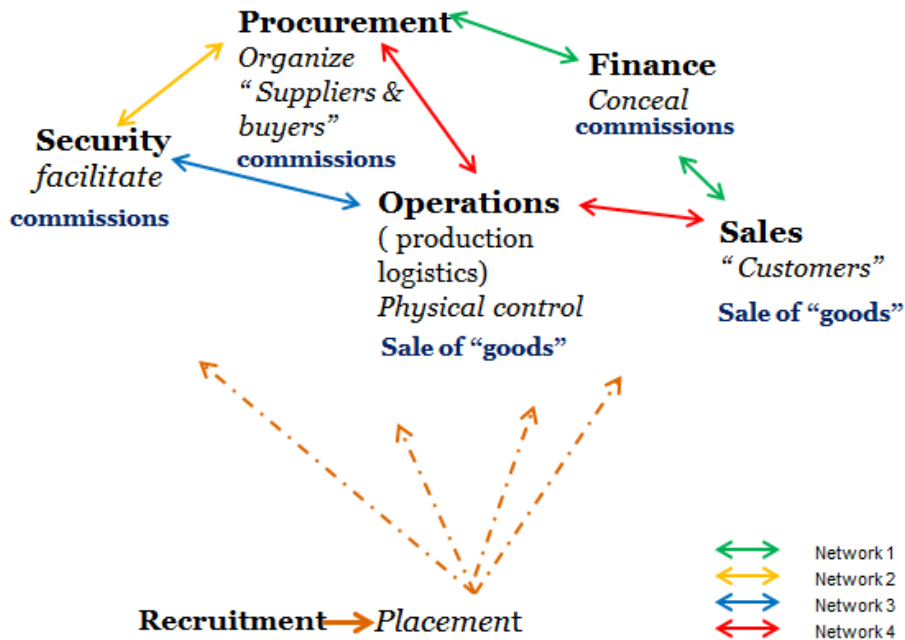 Procurement
Organize
“ Suppliers &
buyers”
commissions
Finance
Conceal
commissions
Security
facilitate
commissions
Operations
( production
logistics)
Physical control
Sale of “goods”
Sales
“ Customers”
Sale of “goods”
Recruitment
Placement
Network 1
Network 2
Network 3
Network 4